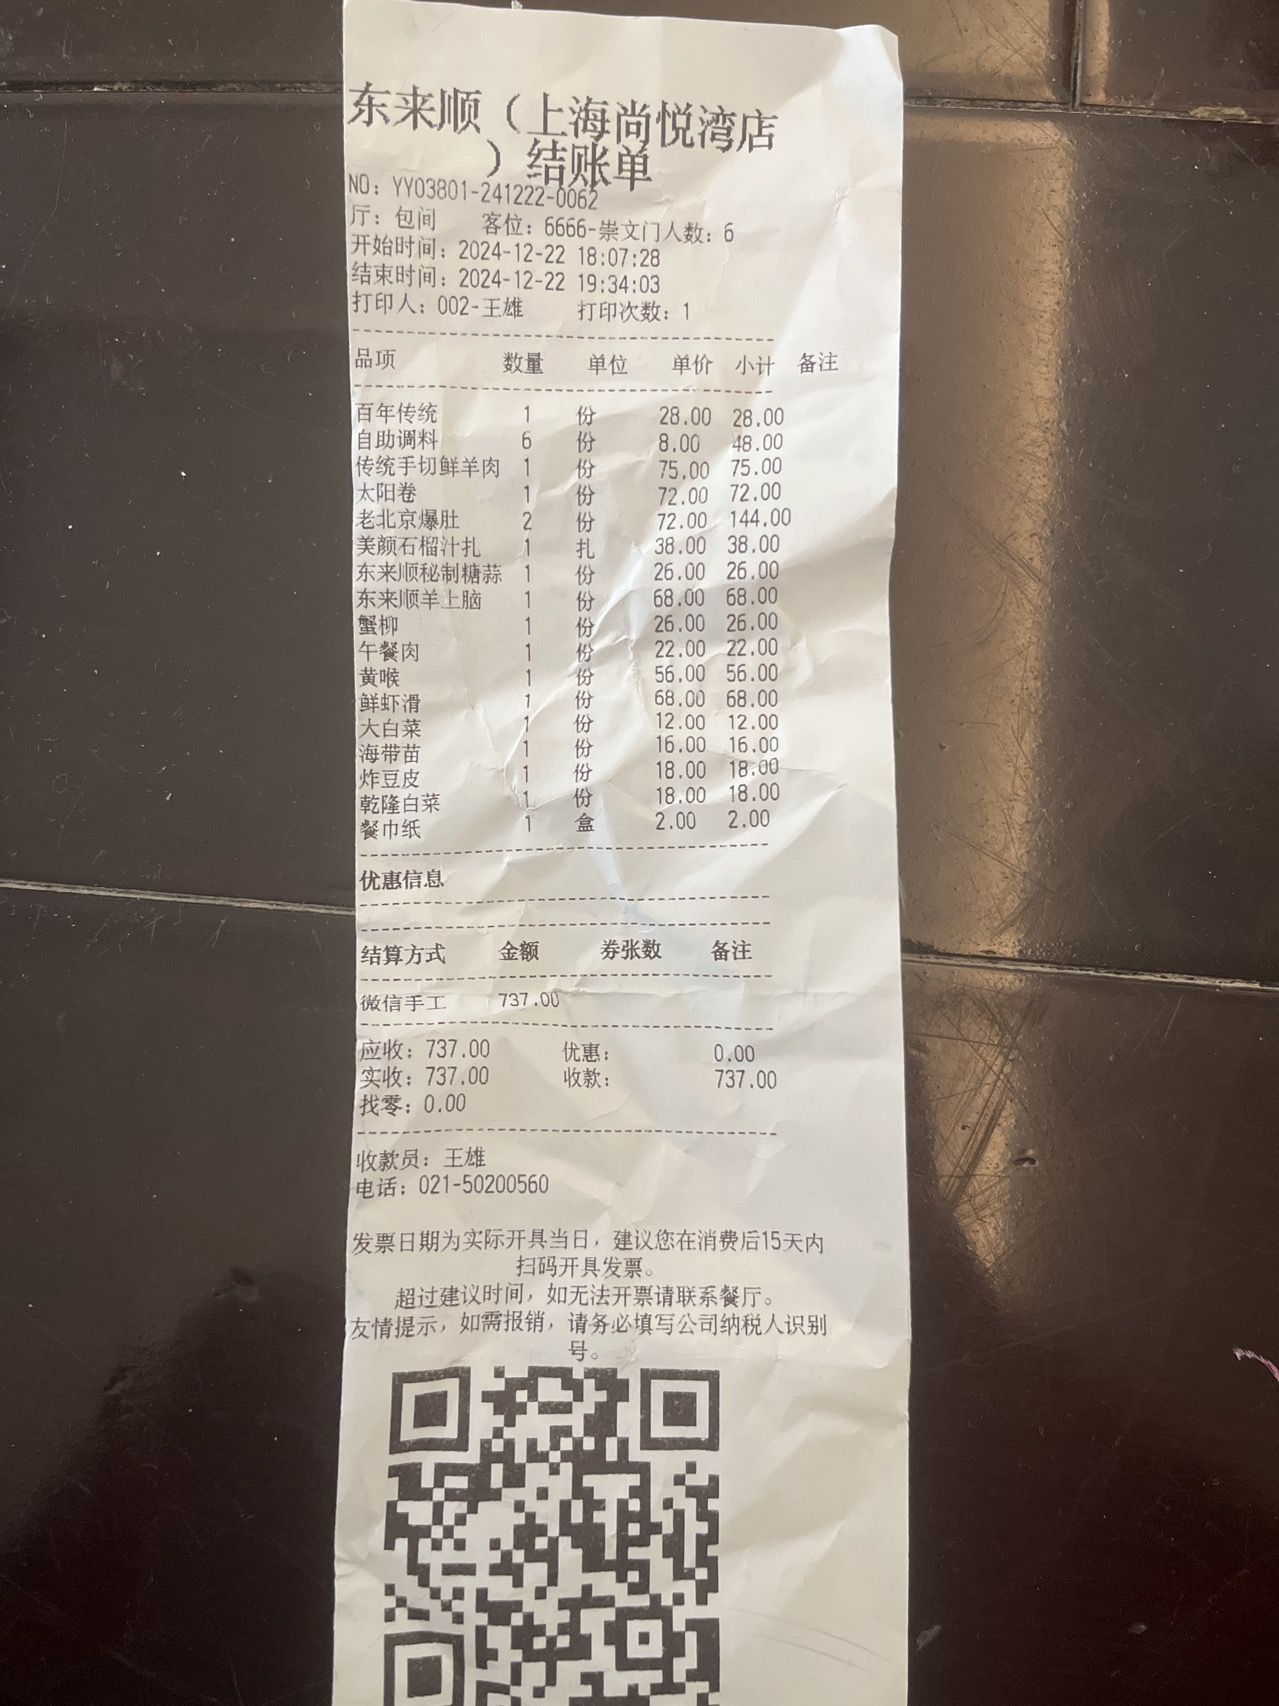 东来顺（上海尚悦湾店
）结账单
NO：YY03801-241222-0062
厅：包间 客位：6666-崇文门人数：6
开始时间：2024-12-22 18:07:28
结束时间：2024-12-22 19:34:03
打印人：002-王雄 打印次数：1
品项 数量 单位 单价 小计 备注
百年传统 1 份 28.00 28.00
自助调料 6 份 8.00 48.00
传统手切鲜羊肉 1 份 75.00 75.00
太阳卷 1 份 72.00 72.00
老北京爆肚 2 份 72.00 144.00
美颜石榴汁扎 1 扎 38.00 38.00
东来顺秘制糖蒜 1 份 26.00 26.00
东来顺羊上脑 1 份 68.00 68.00
蟹柳 1 份 26.00 26.00
午餐肉 1 份 22.00 22.00
黄喉 1 份 56.00 56.00
鲜虾滑 1 份 68.00 68.00
大白菜 1 份 12.00 12.00
海带苗 1 份 16.00 16.00
炸豆皮 1 份 18.00 18.00
乾隆白菜 1 份 18.00 18.00
餐巾纸 1 盒 2.00 2.00
优惠信息
结算方式 金额 券张数 备注
微信手工 737.00
应收：737.00 优惠： 0.00
实收：737.00 收款： 737.00
找零：0.00
收款员：王雄
电话：021-50200560
发票日期为实际开具当日，建议您在消费后15天内
扫码开具发票。
超过建议时间，如无法开票请联系餐厅。
友情提示，如需报销，请务必填写公司纳税人识别
号。